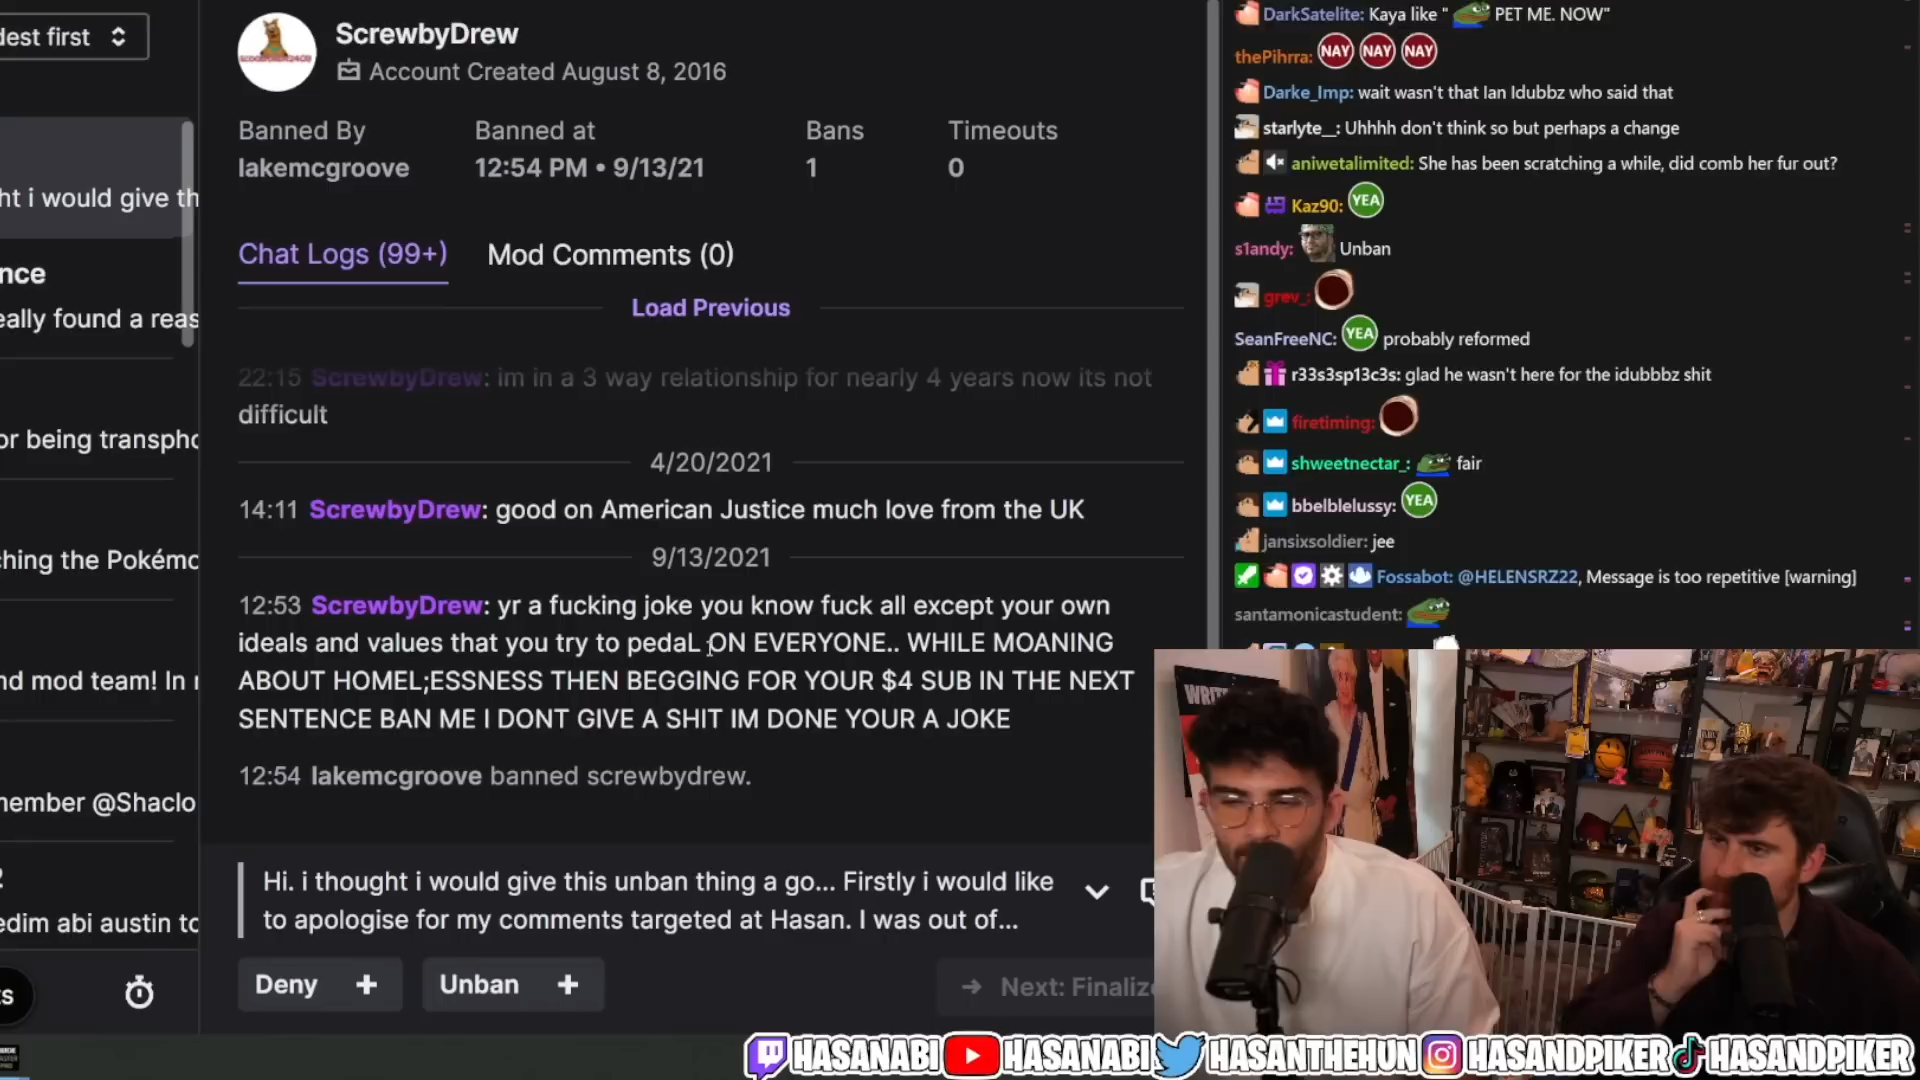 dest first
ScrewbyDrew
Account Created August 8, 2016
Banned By
Banned at
Bans
Timeouts
lakemcgroove
12:54 PM • 9/13/21
1
0
Chat Logs (99+)
Mod Comments (0)
Load Previous
22:15 ScrewbyDrew: im in a 3 way relationship for nearly 4 years now its not
difficult
4/20/2021
14:11 ScrewbyDrew: good on American Justice much love from the UK
9/13/2021
12:53 ScrewbyDrew: yr a fucking joke you know fuck all except your own
ideals and values that you try to pedaL ON EVERYONE.. WHILE MOANING
ABOUT HOMEL;ESSNESS THEN BEGGING FOR YOUR $4 SUB IN THE NEXT
SENTENCE BAN ME I DONT GIVE A SHIT IM DONE YOUR A JOKE
12:54 lakemcgroove banned screwbydrew.
Hi. i thought i would give this unban thing a go... Firstly i would like
to apologise for my comments targeted at Hasan. I was out of...
Deny +
Unban +
Next: Finalize
ht i would give th
nce
eally found a reas
or being transpho
ching the Pokémo
nd mod team! In
member @Shaclo
edim abi austin to
ts
DarkSatelite: Kaya like " PET ME. NOW"
thePihrra: NAY NAY NAY
Darke_Imp: wait wasn't that Ian Idubbz who said that
starlyte__: Uhhhh don't think so but perhaps a change
aniwetalimited: She has been scratching a while, did comb her fur out?
Kaz90: YEA
s1andy: Unban
grev_:
SeanFreeNC: YEA probably reformed
r33s3sp13c3s: glad he wasn't here for the idubbbz shit
firetiming:
shweetnectar_: fair
bbelblelussy: YEA
jansixsoldier: jee
Fossabot: @HELENSRZ22, Message is too repetitive [warning]
santamonicastudent:
HASANABI HASANABI HASANTHEHUN HASANDPIKER HASANDPIKER